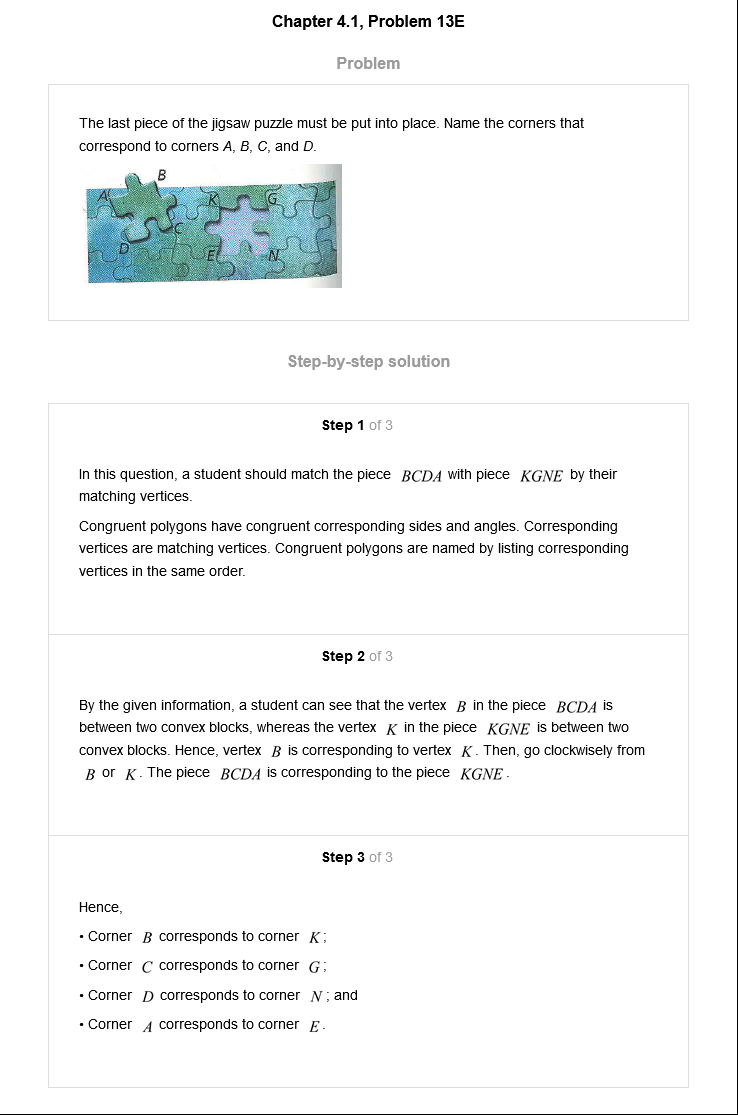 Chapter 4.1, Problem 13E
Problem
The last piece of the jigsaw puzzle must be put into place. Name the corners that
correspond to corners A, B, C, and D.
B
A
K
G
C
D
E
N
Step-by-step solution
Step 1 of 3
In this question, a student should match the piece BCDA with piece KGNE by their
matching vertices.
Congruent polygons have congruent corresponding sides and angles. Corresponding
vertices are matching vertices. Congruent polygons are named by listing corresponding
vertices in the same order.
Step 2 of 3
By the given information, a student can see that the vertex B in the piece BCDA is
between two convex blocks, whereas the vertex K in the piece KGNE is between two
convex blocks. Hence, vertex B is corresponding to vertex K. Then, go clockwisely from
B or K. The piece BCDA is corresponding to the piece KGNE.
Step 3 of 3
Hence,
• Corner B corresponds to corner K;
• Corner C corresponds to corner G;
• Corner D corresponds to corner N; and
• Corner A corresponds to corner E.